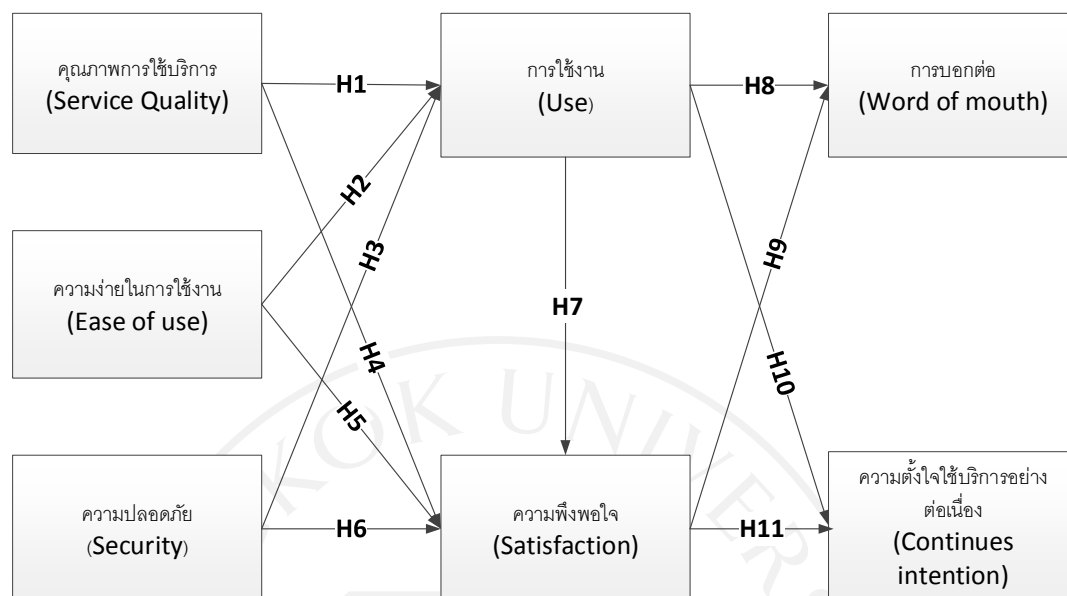 คุณภาพการใช้บริการ
(Service Quality)
H1
การใช้งาน
(Use)
H8
การบอกต่อ
(Word of mouth)
H2
H3
H9
ความง่ายในการใช้งาน
(Ease of use)
H7
H4
H10
H5
ความปลอดภัย
(Security)
H6
ความพึงพอใจ
(Satisfaction)
H11
ความตั้งใจใช้บริการอย่าง
ต่อเนื่อง
(Continues
intention)
KOK UNIVER